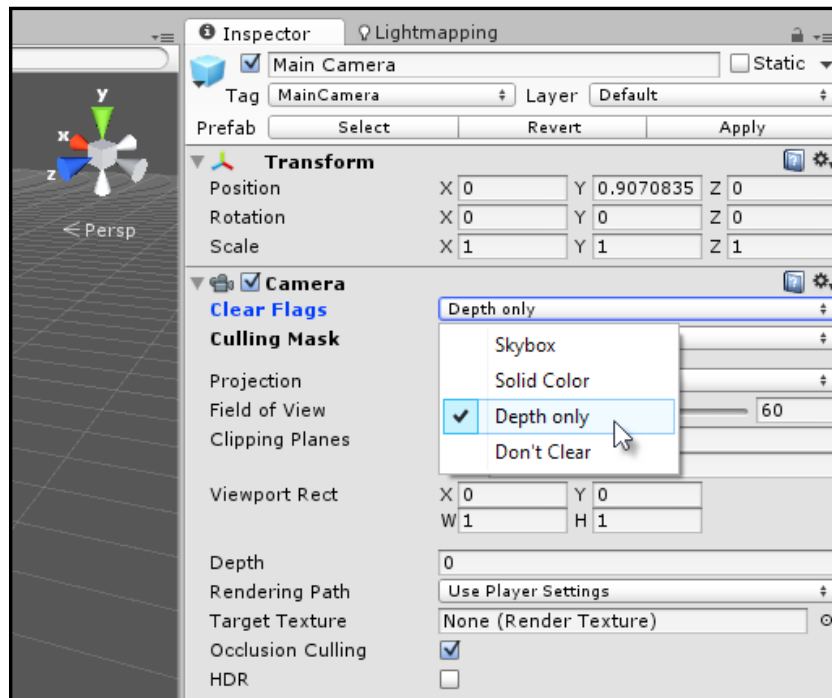 Inspector Lightmapping
Main Camera Static
Tag MainCamera Layer Default
Prefab Select Revert Apply
y
x
z
Persp
Transform
Position X 0 Y 0.9070835 Z 0
Rotation X 0 Y 0 Z 0
Scale X 1 Y 1 Z 1
Camera
Clear Flags Depth only
Culling Mask
Skybox
Projection
Solid Color
Field of View 60
Depth only
Clipping Planes
Don't Clear
Viewport Rect X 0 Y 0
W 1 H 1
Depth 0
Rendering Path Use Player Settings
Target Texture None (Render Texture)
Occlusion Culling
HDR